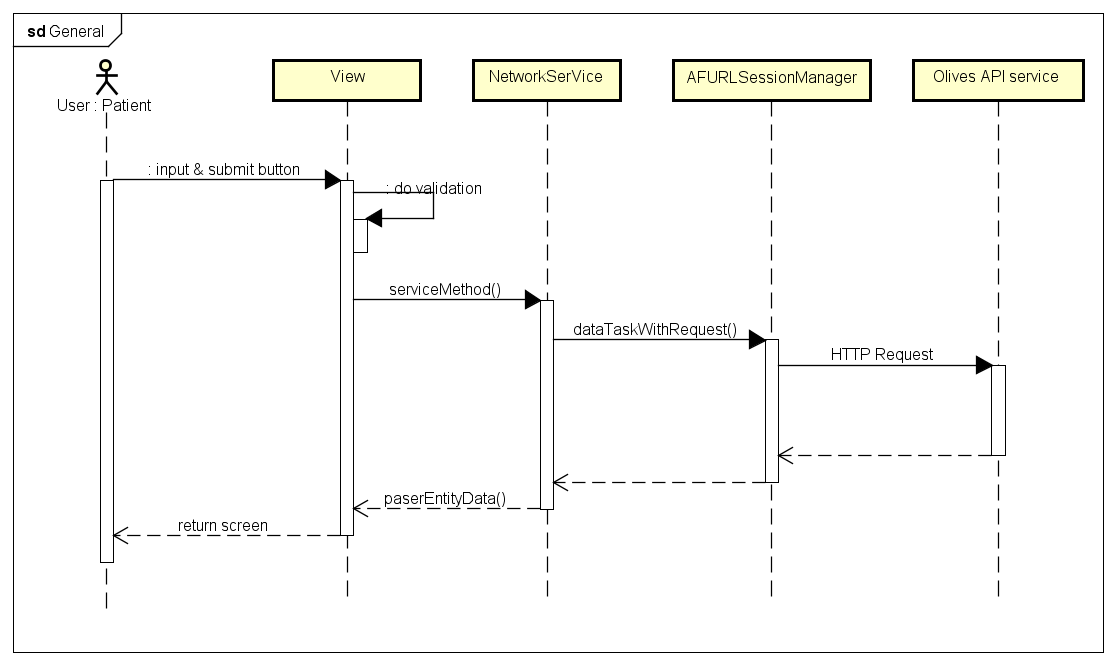 sd General
User : Patient
View
NetworkSerVice
AFURLSessionManager
Olives API service
: input & submit button
: do validation
serviceMethod()
dataTaskWithRequest()
HTTP Request
paserEntityData()
return screen